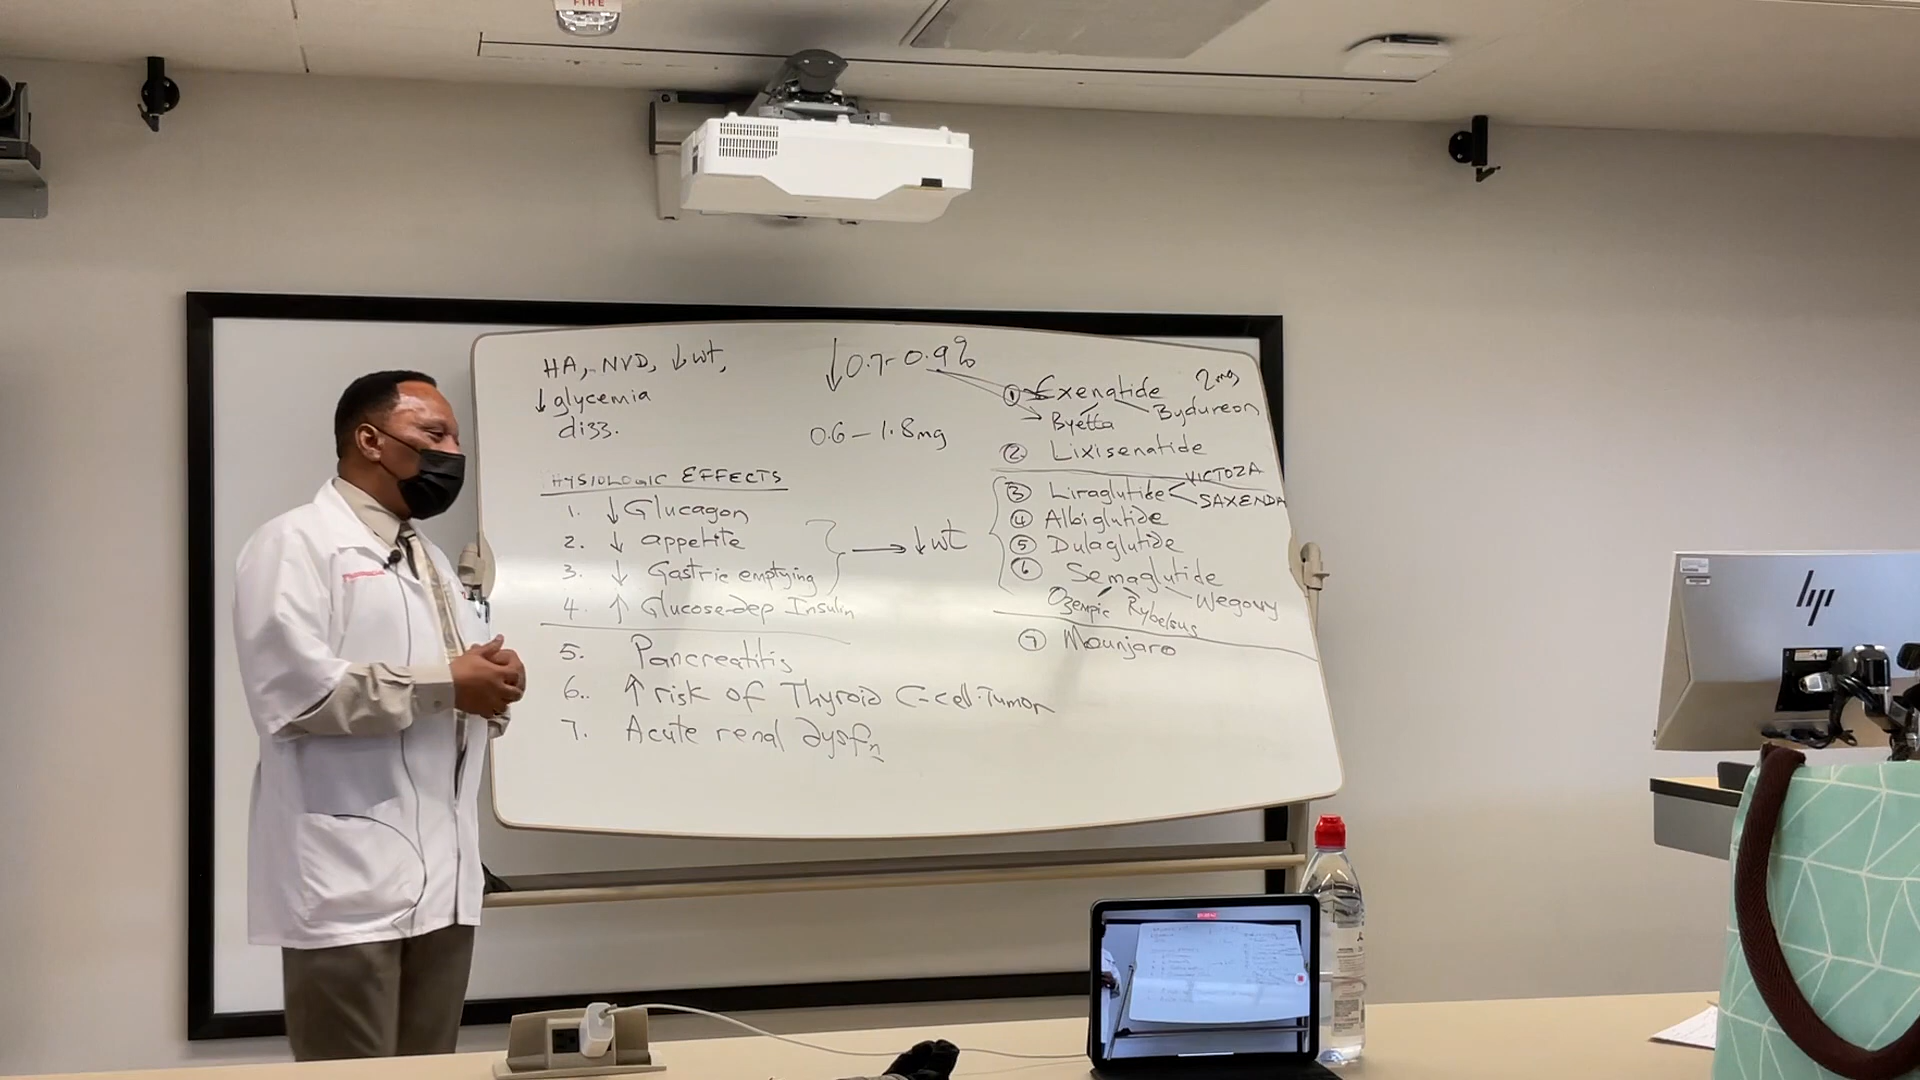 FIRE
HA, NVD, ↓wt,
↓glycemia
dizz.
↓0.7-0.9%
0.6-1.8mg
HYSIOLOGIC EFFECTS
1. ↓Glucagon
2. ↓ appetite
3. ↓ Gastric emptying
4. ↑ Glucose-dep Insulin
→ ↓wt
5. Pancreatitis
6. ↑ risk of Thyroid C-cell Tumor
7. Acute renal dysfn
① Exenatide 2mg
Byetta Bydureon
② Lixisenatide
③ Liraglutide VICTOZA
SAXENDA
④ Albiglutide
⑤ Dulaglutide
⑥ Semaglutide
Ozempic Rybelsus Wegovy
⑦ Mounjaro
hp